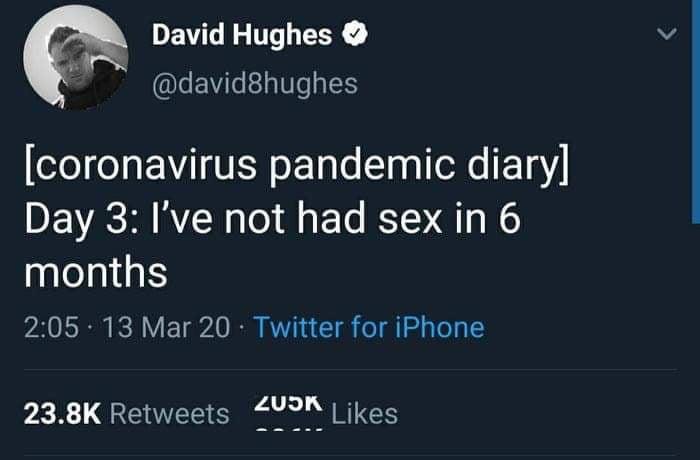 David Hughes
@david8hughes
[coronavirus pandemic diary]
Day 3: I've not had sex in 6
months
2:05 · 13 Mar 20 · Twitter for iPhone
23.8K Retweets Likes